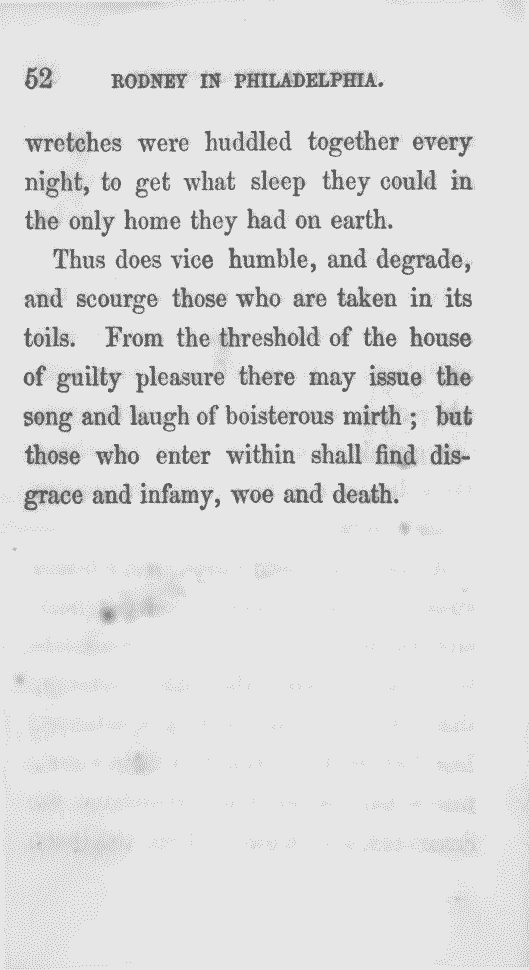 52 RODNEY IN PHILADELPHIA.
wretches were huddled together every
night, to get what sleep they could in
the only home they had on earth.
Thus does vice humble, and degrade,
and scourge those who are taken in its
toils. From the threshold of the house
of guilty pleasure there may issue the
song and laugh of boisterous mirth ; but
those who enter within shall find dis-
grace and infamy, woe and death.